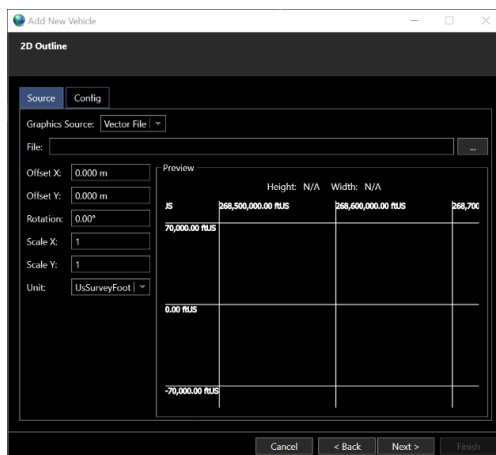 Add New Vehicle
2D Outline
Source Config
Graphics Source: Vector File
File: ...
Offset X: 0.000 m
Offset Y: 0.000 m
Rotation: 0.00°
Scale X: 1
Scale Y: 1
Unit: UsSurveyFoot
Preview
Height: N/A Width: N/A
JS 268,500,000.00 ftUS 268,600,000.00 ftUS 268,700
70,000.00 ftUS
0.00 ftUS
-70,000.00 ftUS
Cancel < Back Next > Finish